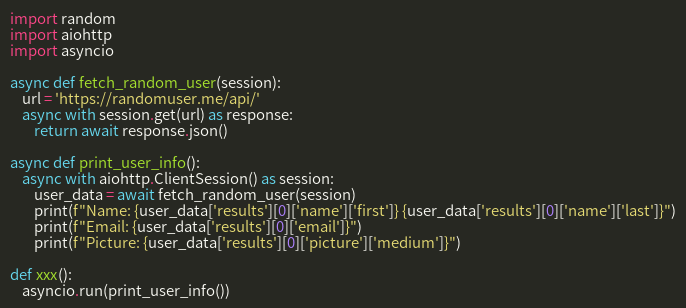 import random
import aiohttp
import asyncio

async def fetch_random_user(session):
    url = 'https://randomuser.me/api/'
    async with session.get(url) as response:
        return await response.json()

async def print_user_info():
    async with aiohttp.ClientSession() as session:
        user_data = await fetch_random_user(session)
        print(f"Name: {user_data['results'][0]['name']['first']} {user_data['results'][0]['name']['last']}")
        print(f"Email: {user_data['results'][0]['email']}")
        print(f"Picture: {user_data['results'][0]['picture']['medium']}")

def xxx():
    asyncio.run(print_user_info())